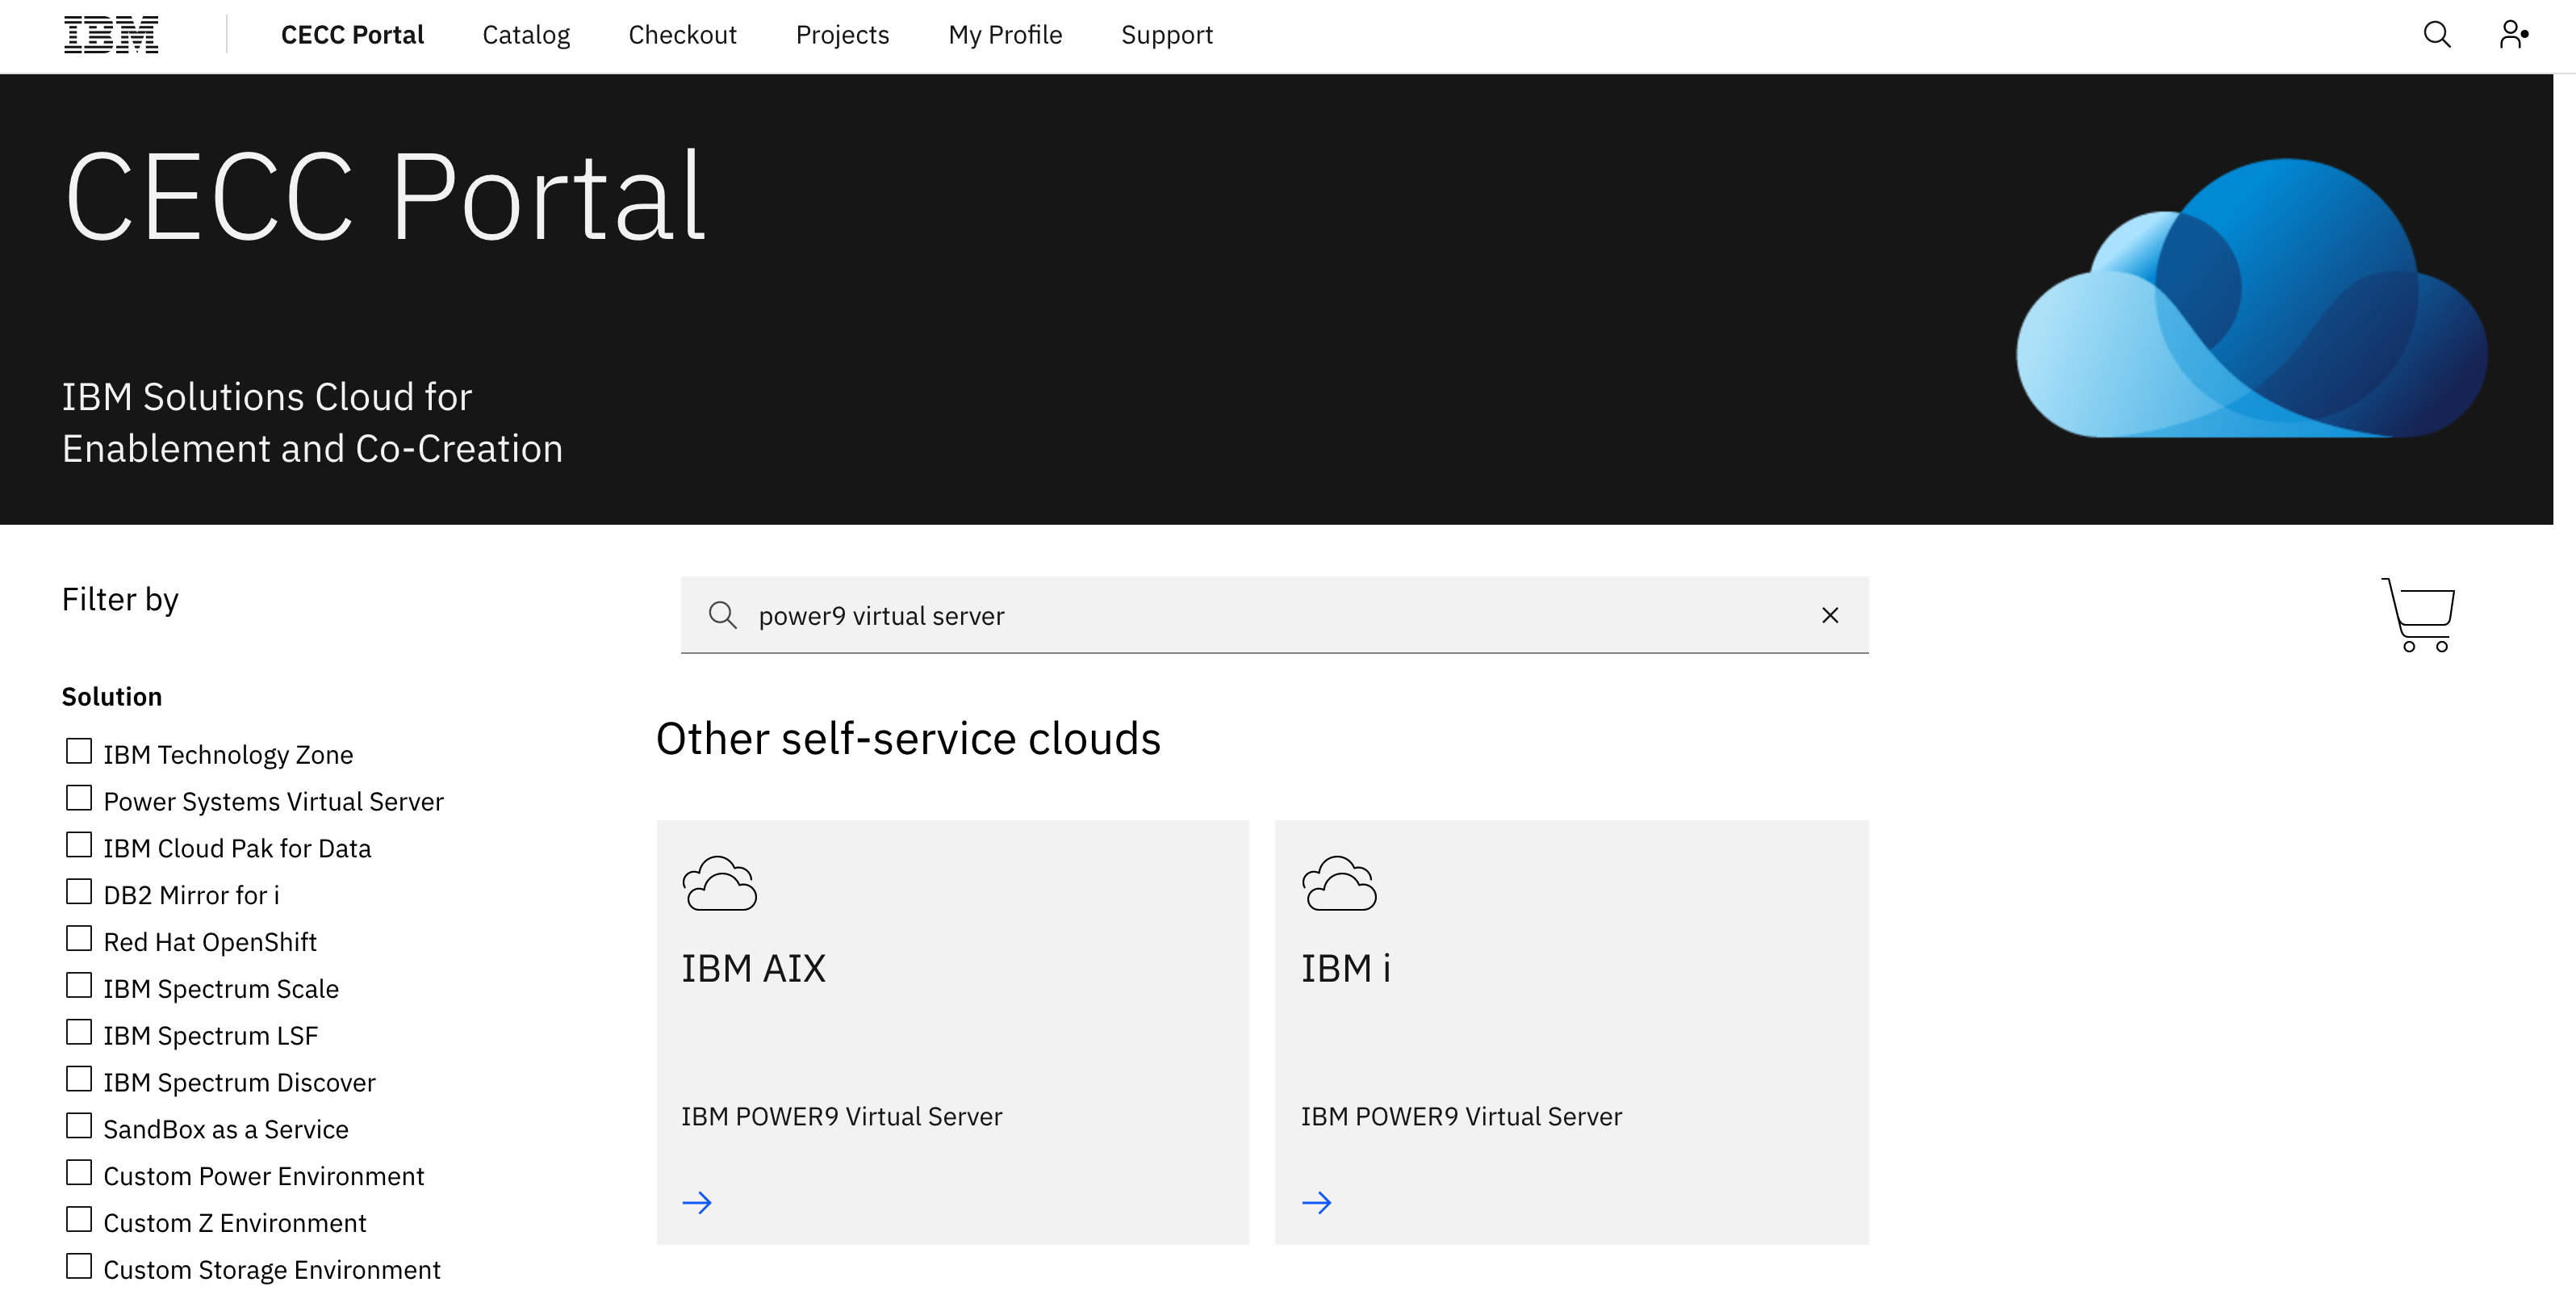 IBM
CECC Portal
Catalog
Checkout
Projects
My Profile
Support
CECC Portal
IBM Solutions Cloud for
Enablement and Co-Creation
Filter by
power9 virtual server
Solution
IBM Technology Zone
Power Systems Virtual Server
IBM Cloud Pak for Data
DB2 Mirror for i
Red Hat OpenShift
IBM Spectrum Scale
IBM Spectrum LSF
IBM Spectrum Discover
SandBox as a Service
Custom Power Environment
Custom Z Environment
Custom Storage Environment
Other self-service clouds
IBM AIX
IBM POWER9 Virtual Server
IBM i
IBM POWER9 Virtual Server